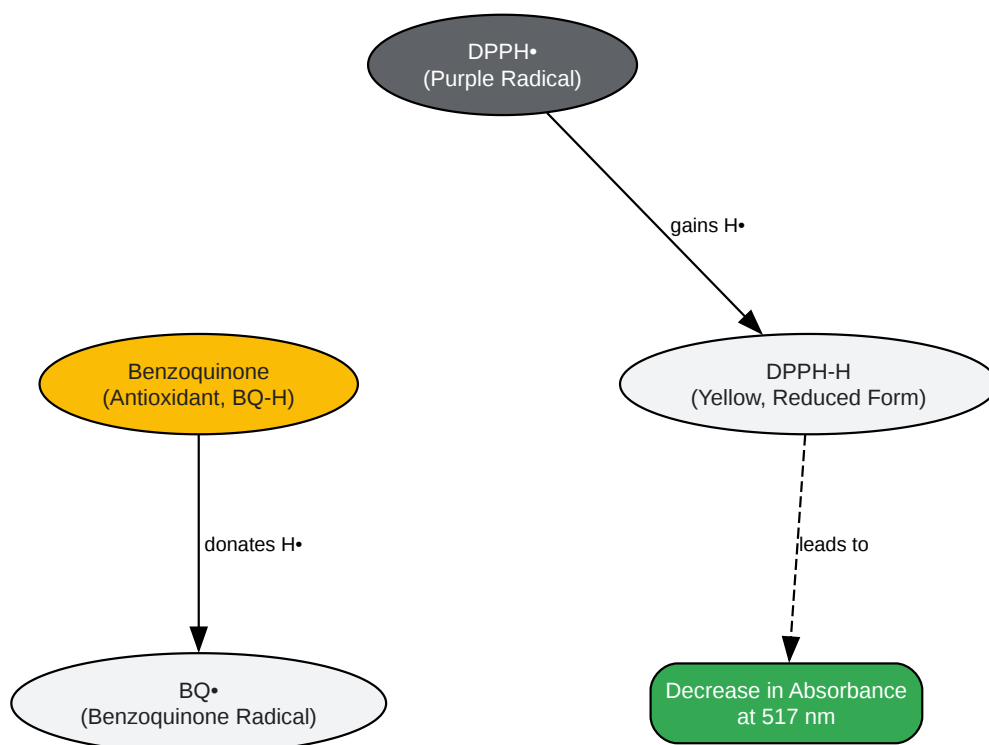 DPPH•
(Purple Radical)
gains H•
Benzoquinone
(Antioxidant, BQ-H)
DPPH-H
(Yellow, Reduced Form)
donates H•
leads to
BQ•
(Benzoquinone Radical)
Decrease in Absorbance
at 517 nm